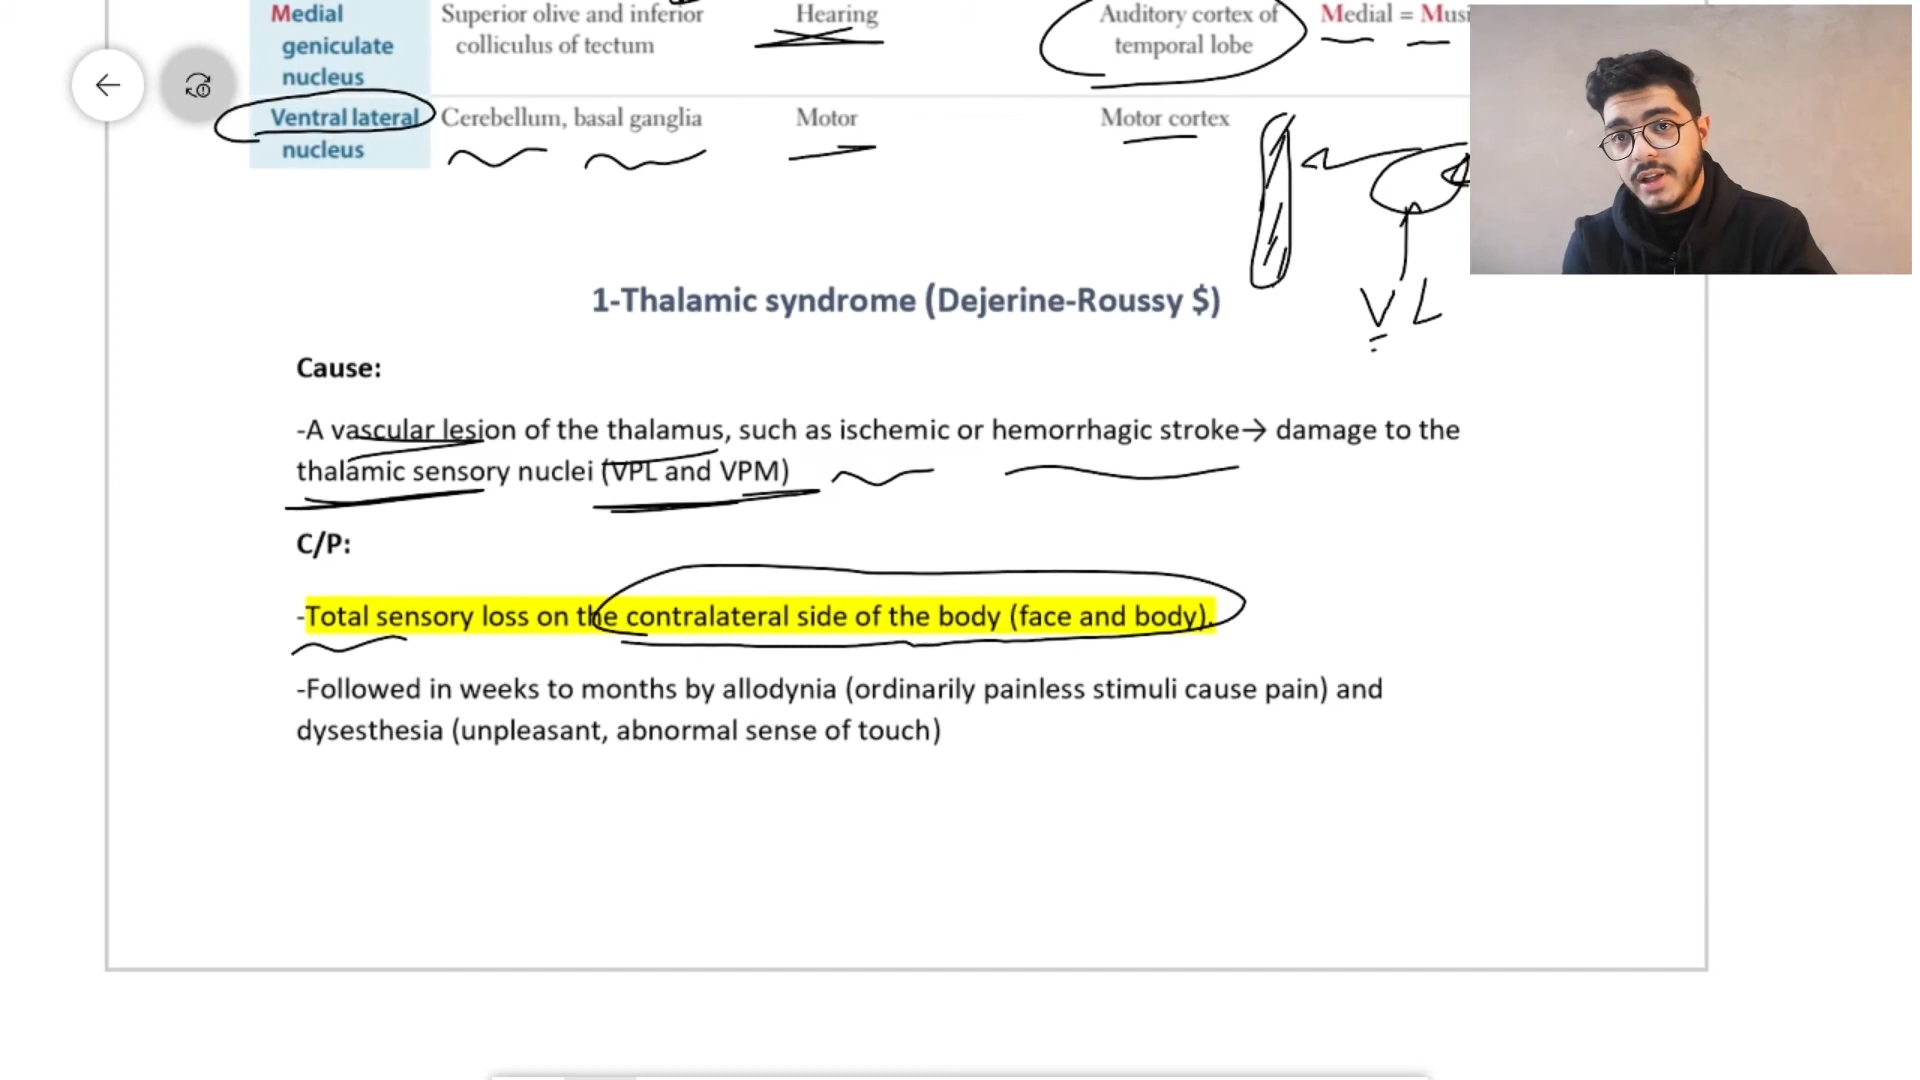 Medial Superior olive and inferior Hearing Auditory cortex of Medial = Musi
geniculate colliculus of tectum temporal lobe
nucleus
Ventral lateral Cerebellum, basal ganglia Motor Motor cortex
nucleus
VL
1-Thalamic syndrome (Dejerine-Roussy $)
Cause:
-A vascular lesion of the thalamus, such as ischemic or hemorrhagic stroke→ damage to the
thalamic sensory nuclei (VPL and VPM)
C/P:
-Total sensory loss on the contralateral side of the body (face and body).
-Followed in weeks to months by allodynia (ordinarily painless stimuli cause pain) and
dysesthesia (unpleasant, abnormal sense of touch)